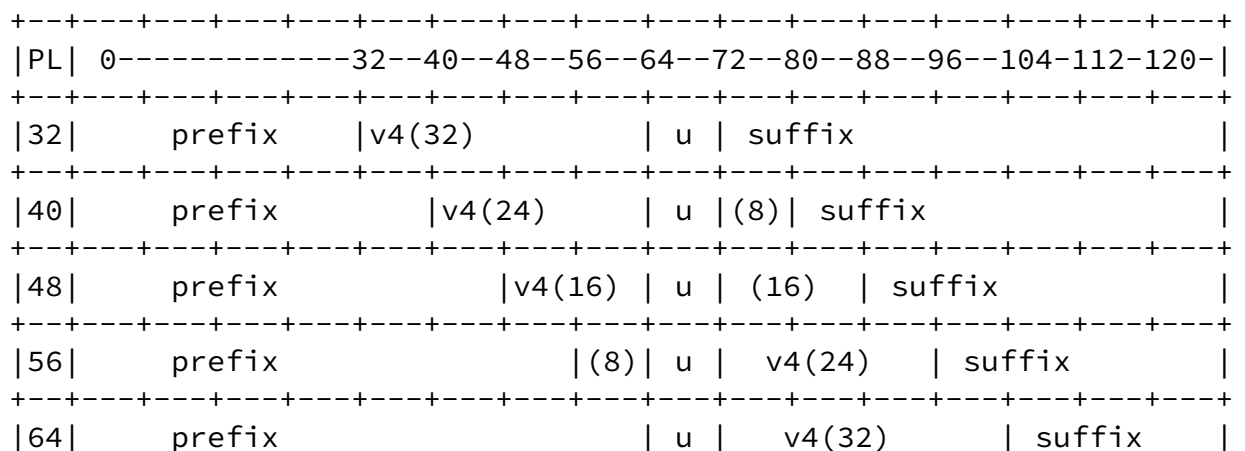 +--+---+---+---+---+---+---+---+---+---+---+---+---+---+---+---+---+
|PL| 0-------------32--40--48--56--64--72--80--88--96--104-112-120-|
+--+---+---+---+---+---+---+---+---+---+---+---+---+---+---+---+---+
|32|     prefix    |v4(32)         | u | suffix                    |
+--+---+---+---+---+---+---+---+---+---+---+---+---+---+---+---+---+
|40|     prefix        |v4(24)     | u |(8)| suffix                |
+--+---+---+---+---+---+---+---+---+---+---+---+---+---+---+---+---+
|48|     prefix            |v4(16) | u | (16)  | suffix            |
+--+---+---+---+---+---+---+---+---+---+---+---+---+---+---+---+---+
|56|     prefix                |(8)| u |  v4(24)   | suffix        |
+--+---+---+---+---+---+---+---+---+---+---+---+---+---+---+---+---+
|64|     prefix                    | u |   v4(32)      | suffix    |